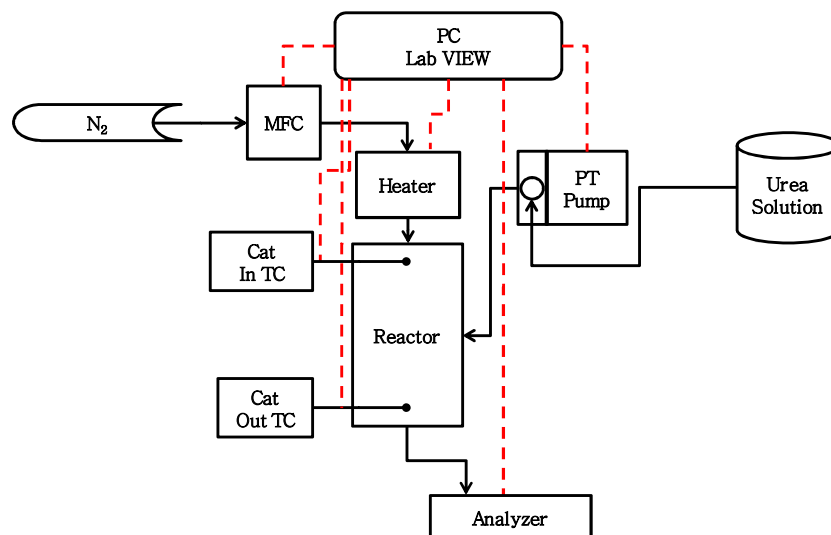 PC
Lab VIEW
N₂
MFC
Heater
PT
Pump
Urea
Solution
Cat
In TC
Reactor
Cat
Out TC
Analyzer